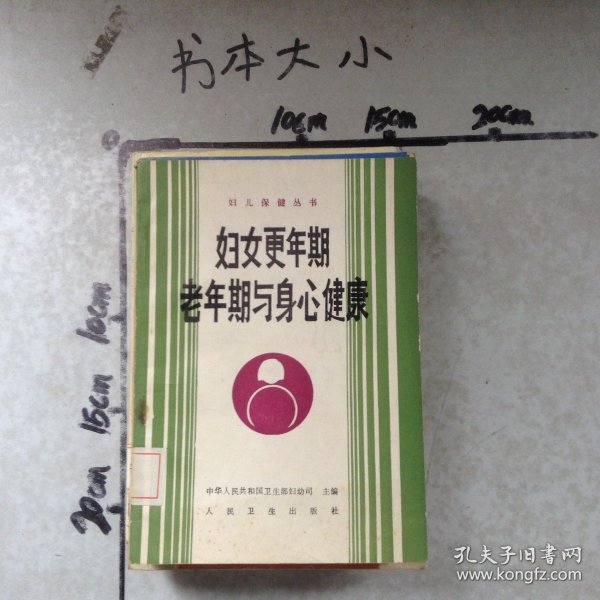 书本大小
10cm 15cm 20cm
10cm
15cm
20cm
妇儿保健丛书
妇女更年期
老年期与身心健康
中华人民共和国卫生部妇幼司 主编
人民卫生出版社
孔夫子旧书网
www.kongfz.com